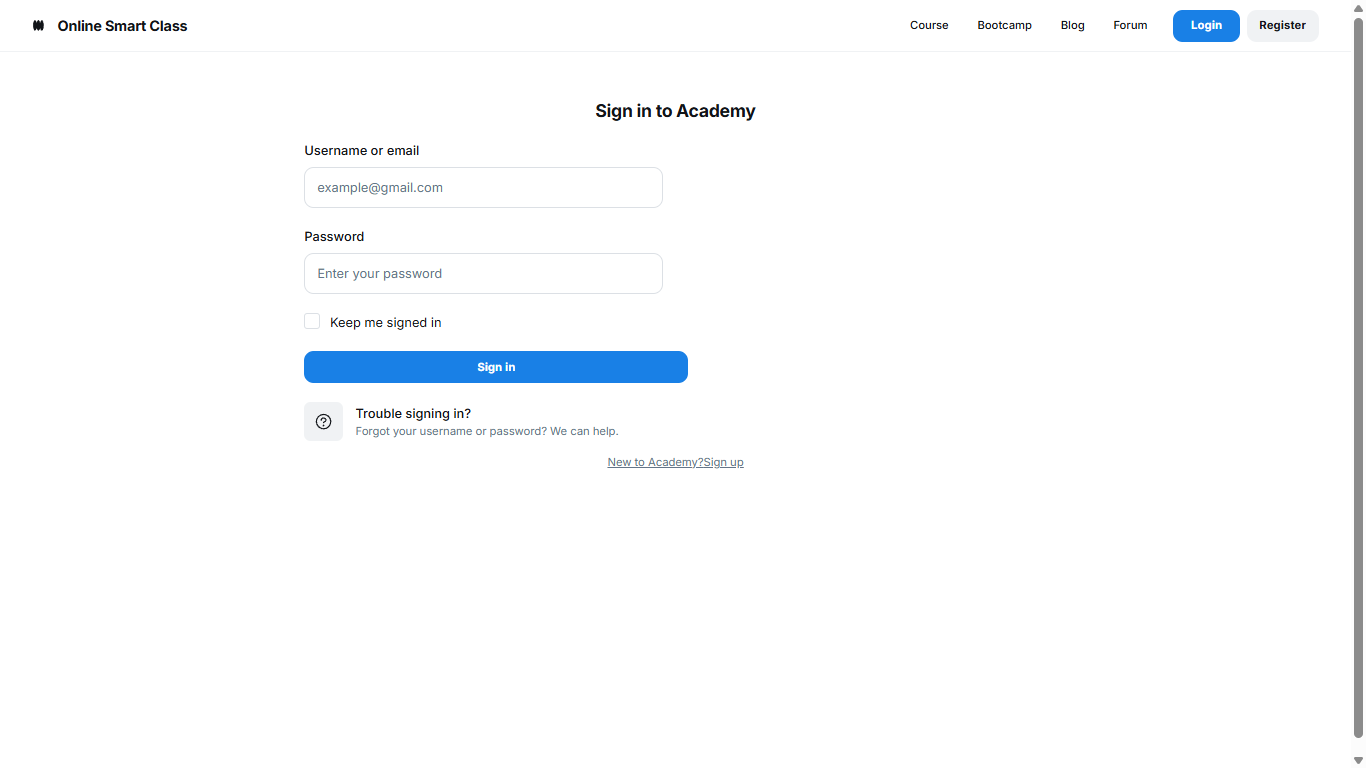 Online Smart Class
Course
Bootcamp
Blog
Forum
Login
Register
Sign in to Academy
Username or email
example@gmail.com
Password
Enter your password
Keep me signed in
Sign in
Trouble signing in?
Forgot your username or password? We can help.
New to Academy?Sign up